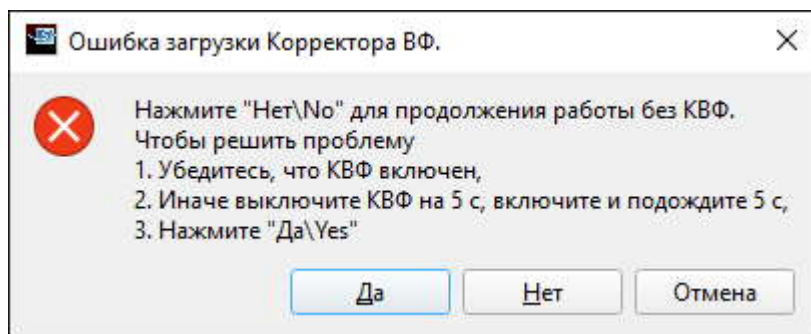 Ошибка загрузки Корректора ВФ.
Нажмите "Нет\No" для продолжения работы без КВФ.
Чтобы решить проблему
1. Убедитесь, что КВФ включен,
2. Иначе выключите КВФ на 5 с, включите и подождите 5 с,
3. Нажмите "Да\Yes"
Да
Нет
Отмена